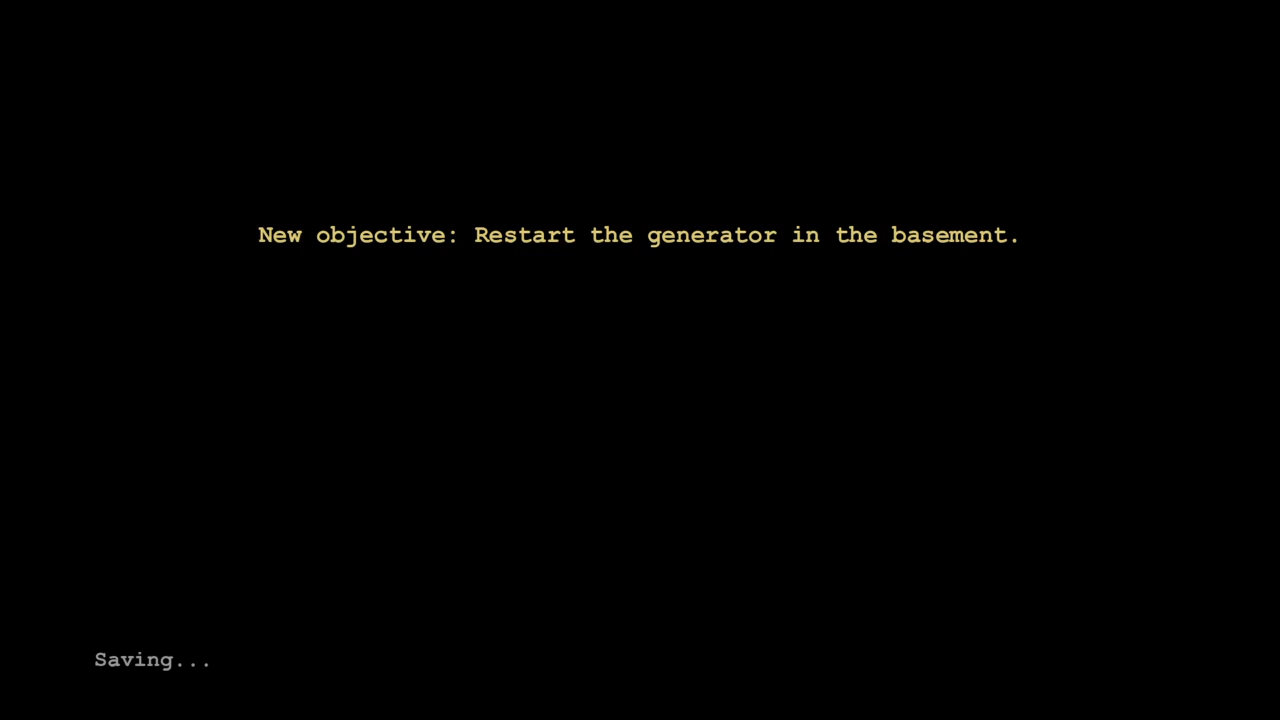 New objective: Restart the generator in the basement.
Saving...